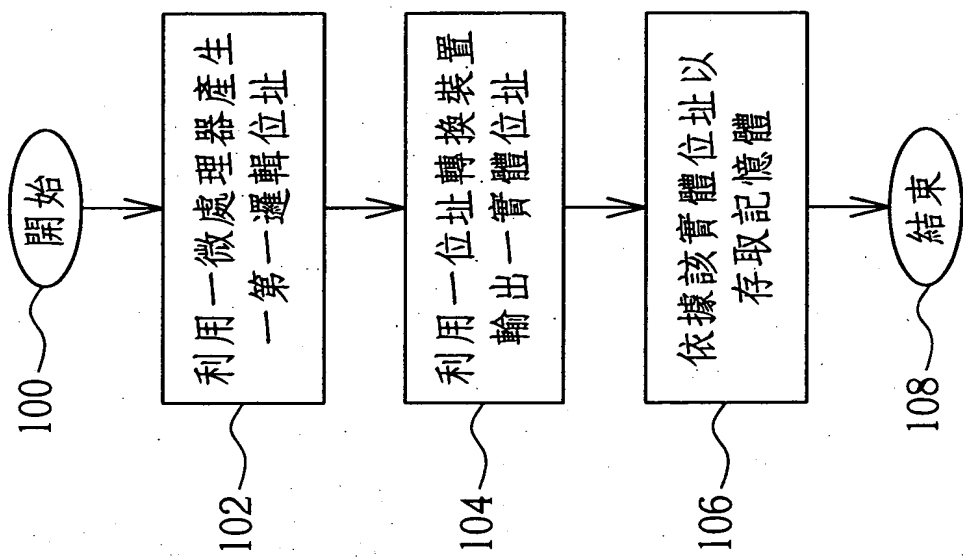 開始
100
利用一微處理器產生
一第一邏輯位址
102
利用一位址轉換裝置
輸出一實體位址
104
依據該實體位址以
存取記憶體
106
結束
108